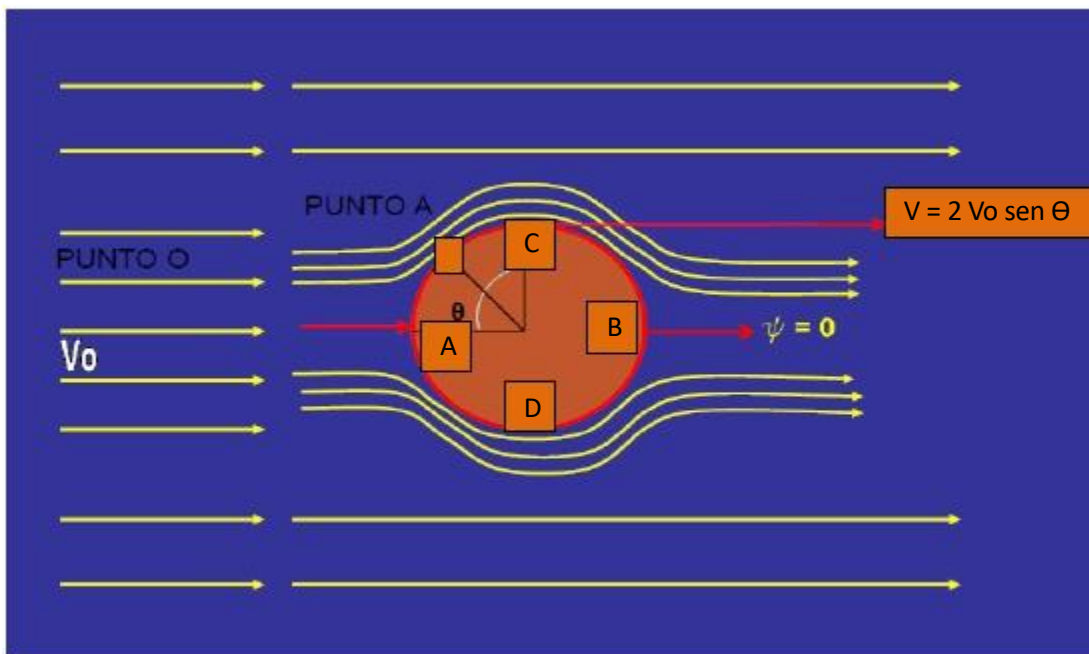 V = 2 Vo sen Ө
PUNTO A
C
PUNTO O
θ
B
ψ = 0
A
Vo
D